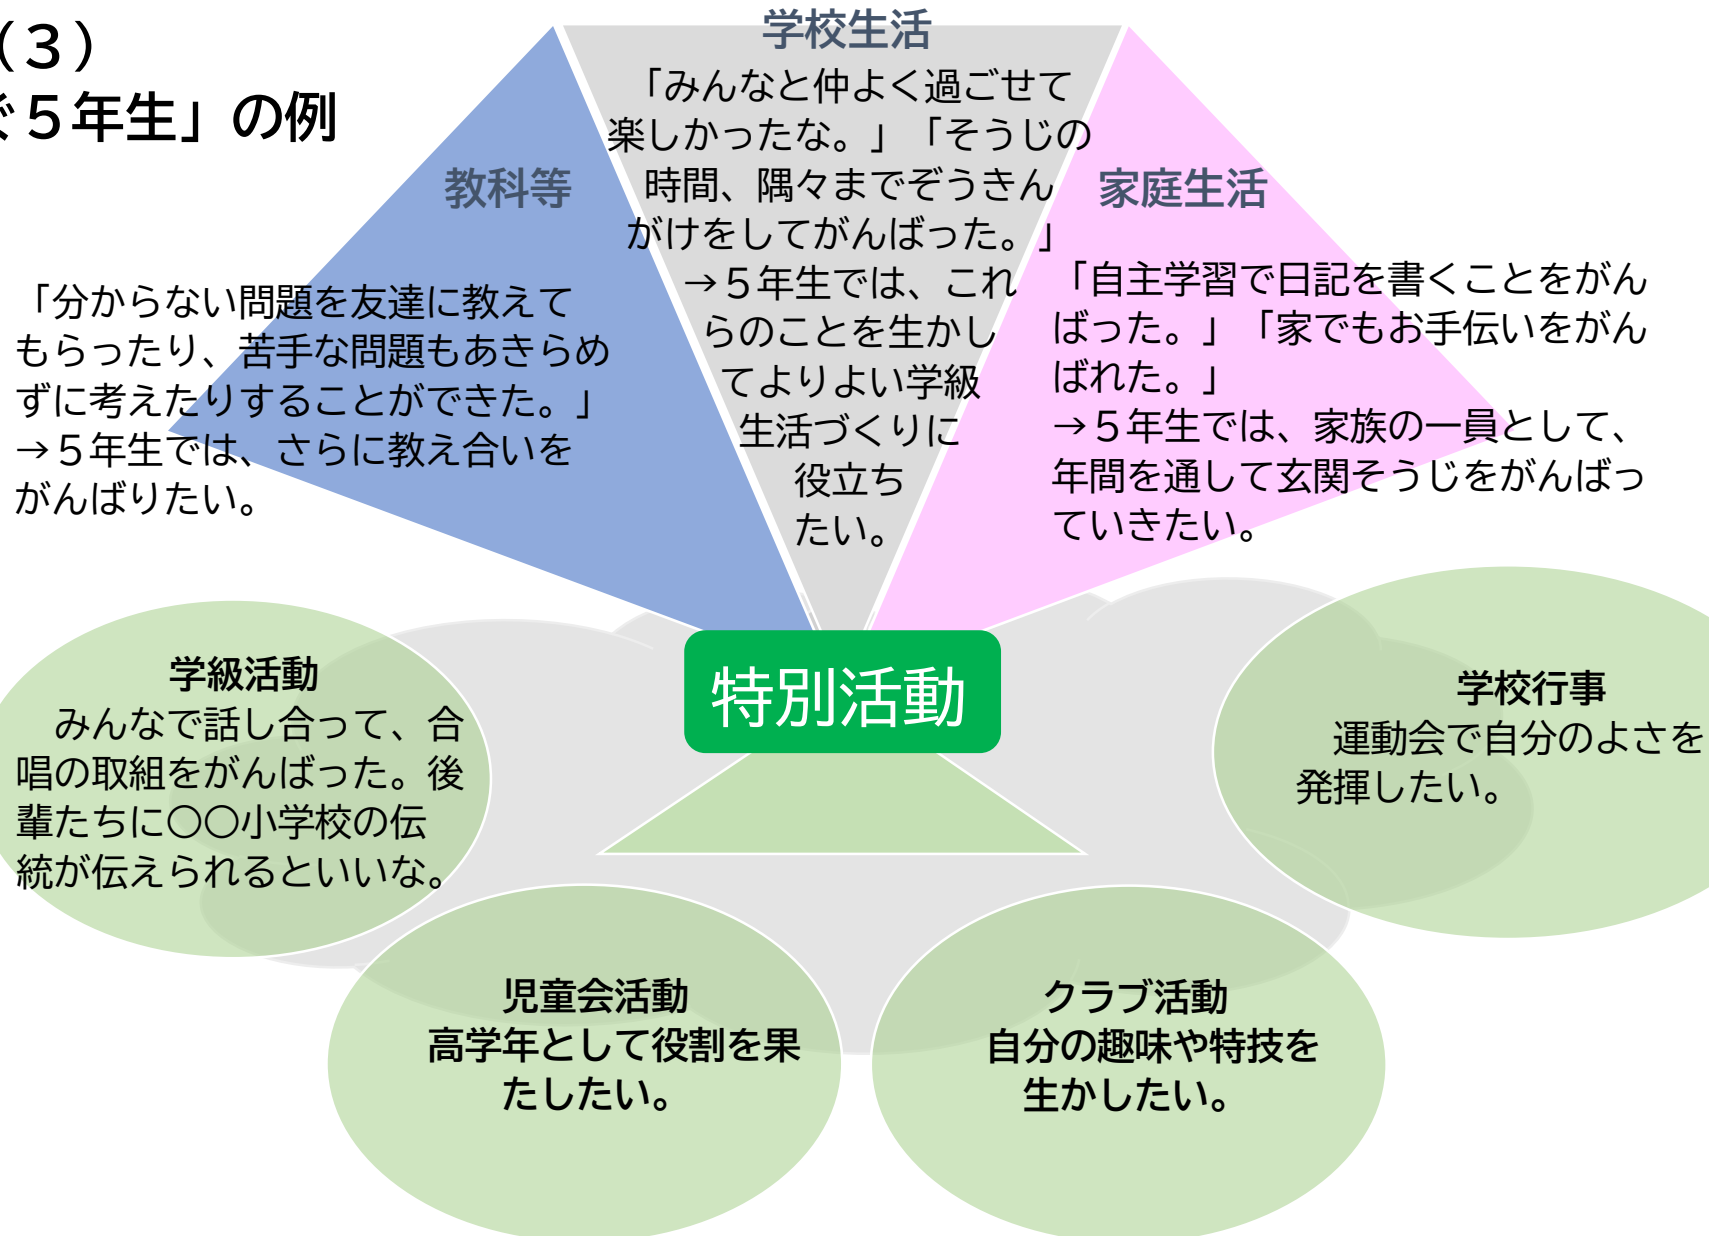 （３）
５年生」の例
学校生活
「みんなと仲よく過ごせて
楽しかったな。」「そうじの
時間、隅々までぞうきん
がけをしてがんばった。」
→５年生では、これ
らのことを生かし
てよりよい学級
生活づくりに
役立ち
たい。
教科等
「分からない問題を友達に教えて
もらったり、苦手な問題もあきらめ
ずに考えたりすることができた。」
→５年生では、さらに教え合いを
がんばりたい。
家庭生活
「自主学習で日記を書くことをがん
ばった。」「家でもお手伝いをがん
ばれた。」
→５年生では、家族の一員として、
年間を通して玄関そうじをがんばっ
ていきたい。
特別活動
学級活動
みんなで話し合って、合
唱の取組をがんばった。後
輩たちに〇〇小学校の伝
統が伝えられるといいな。
学校行事
運動会で自分のよさを
発揮したい。
児童会活動
高学年として役割を果
たしたい。
クラブ活動
自分の趣味や特技を
生かしたい。